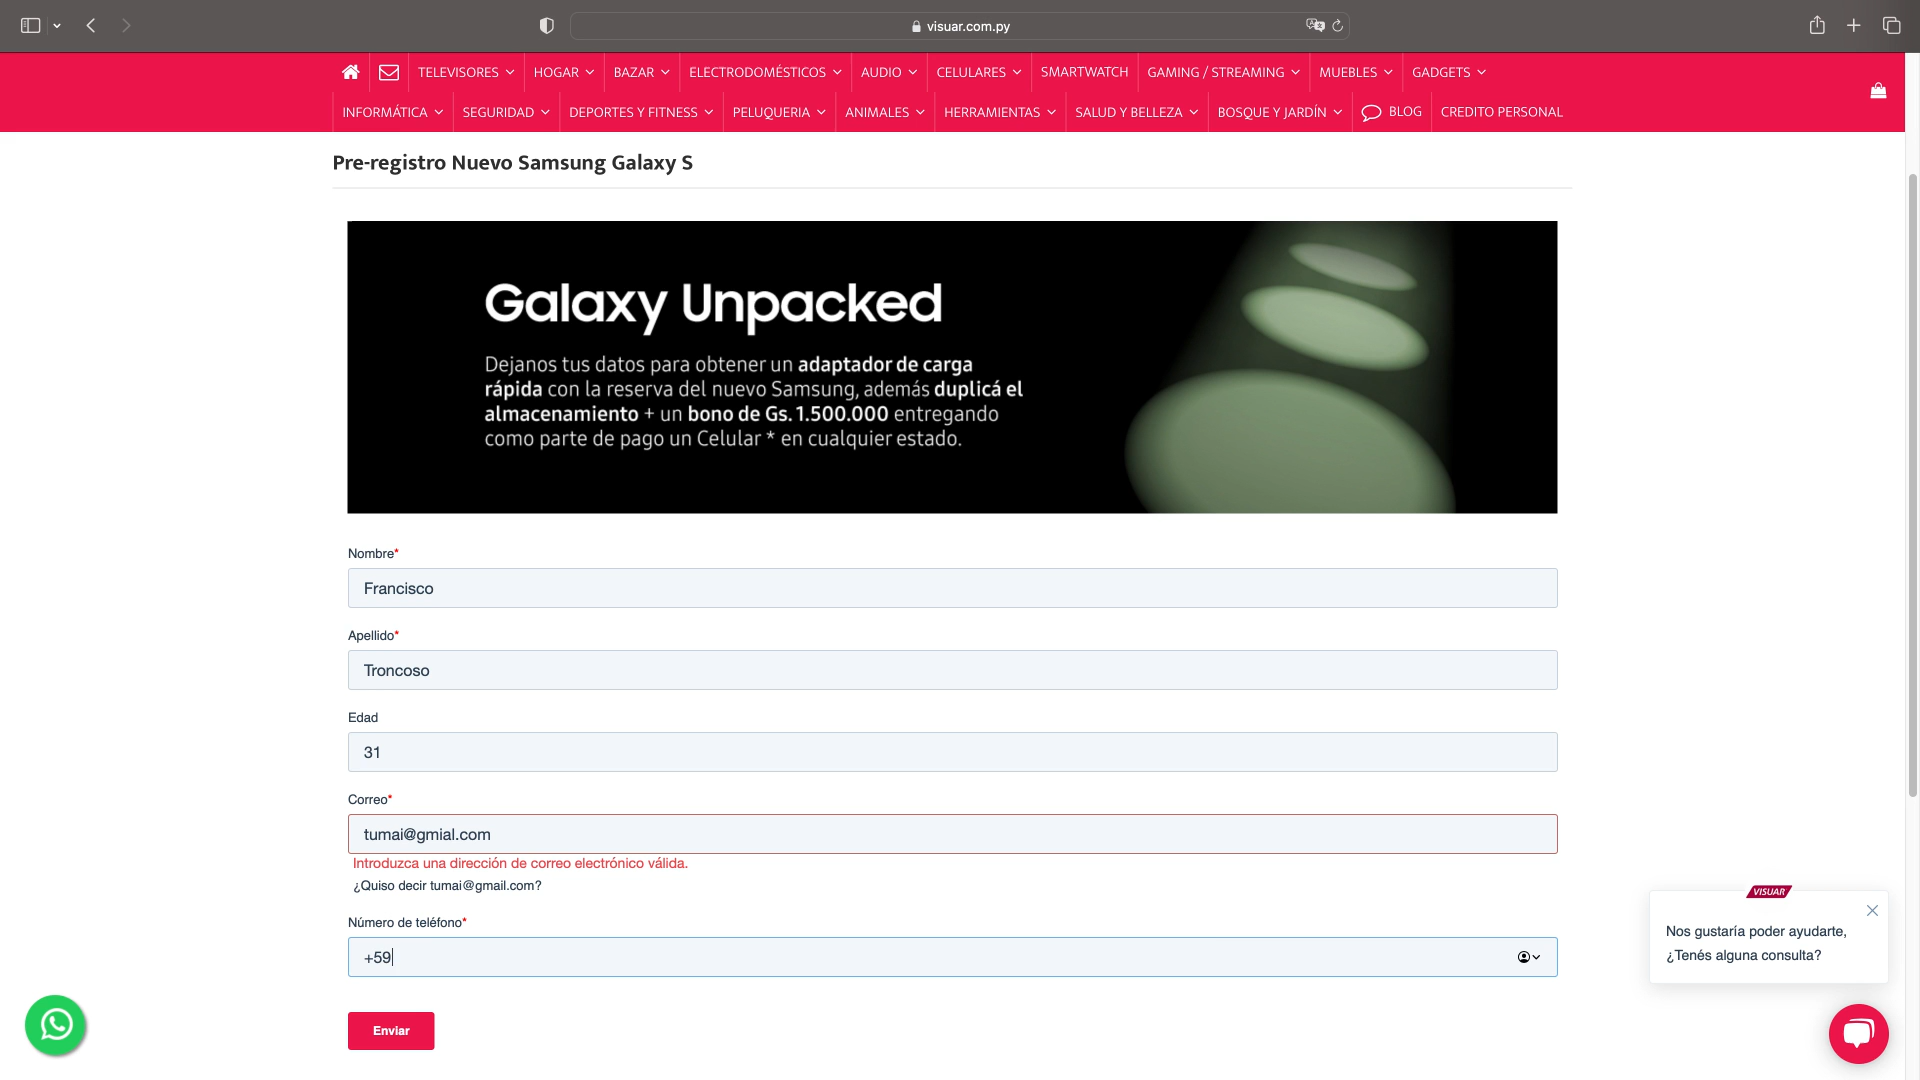 visuar.com.py
TELEVISORES HOGAR BAZAR ELECTRODOMÉSTICOS AUDIO CELULARES SMARTWATCH GAMING / STREAMING MUEBLES GADGETS
INFORMÁTICA SEGURIDAD DEPORTES Y FITNESS PELUQUERIA ANIMALES HERRAMIENTAS SALUD Y BELLEZA BOSQUE Y JARDÍN BLOG CREDITO PERSONAL
Pre-registro Nuevo Samsung Galaxy S
Galaxy Unpacked
Dejanos tus datos para obtener un adaptador de carga
rápida con la reserva del nuevo Samsung, además duplicá el
almacenamiento + un bono de Gs. 1.500.000 entregando
como parte de pago un Celular * en cualquier estado.
Nombre*
Francisco
Apellido*
Troncoso
Edad
31
Correo*
tumai@gmial.com
Introduzca una dirección de correo electrónico válida.
¿Quiso decir tumai@gmail.com?
Número de teléfono*
+59
Enviar
VISUAR
Nos gustaría poder ayudarte,
¿Tenés alguna consulta?